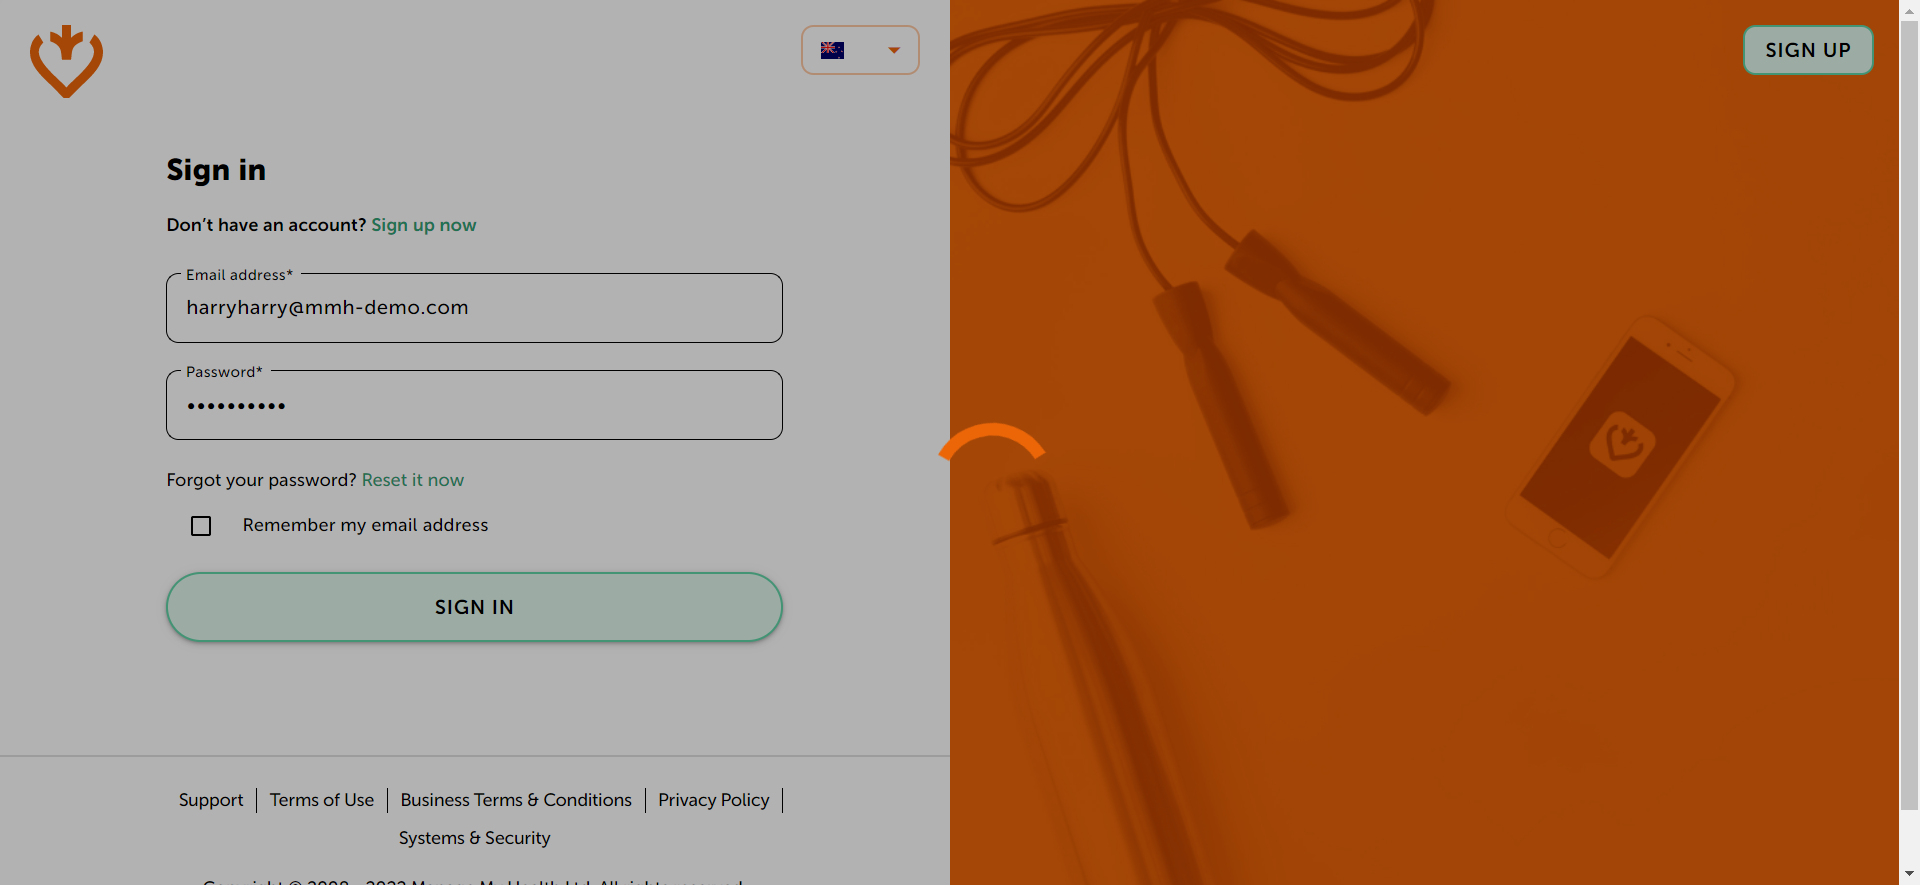 SIGN UP
Sign in
Don't have an account? Sign up now
Email address*
harryharry@mmh-demo.com
Password*
••••••••••
Forgot your password? Reset it now
Remember my email address
SIGN IN
Support | Terms of Use | Business Terms & Conditions | Privacy Policy |
Systems & Security